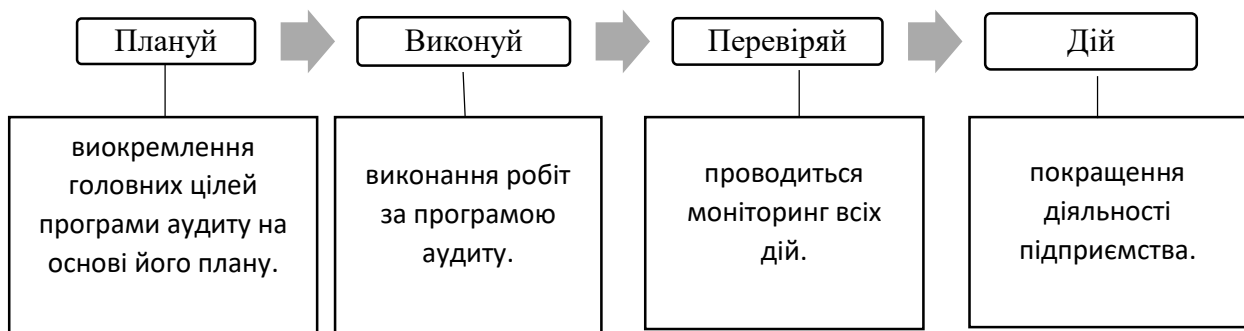 Плануй
Виконуй
Перевіряй
Дій
виокремлення
головних цілей
програми аудиту на
основі його плану.
виконання робіт
за програмою
аудиту.
проводиться
моніторинг всіх
дій.
покращення
діяльності
підприємства.